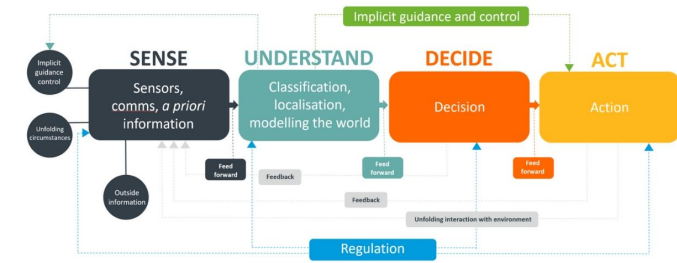 Implicit guidance and control
SENSE
UNDERSTAND
DECIDE
ACT
Implicit
guidance
control
Unfolding
circumstances
Outside
information
Sensors,
comms, a priori
information
Classification,
localisation,
modelling the world
Decision
Action
Feed
forward
Feed
forward
Feed
forward
Feedback
Feedback
Unfolding interaction with environment
Regulation